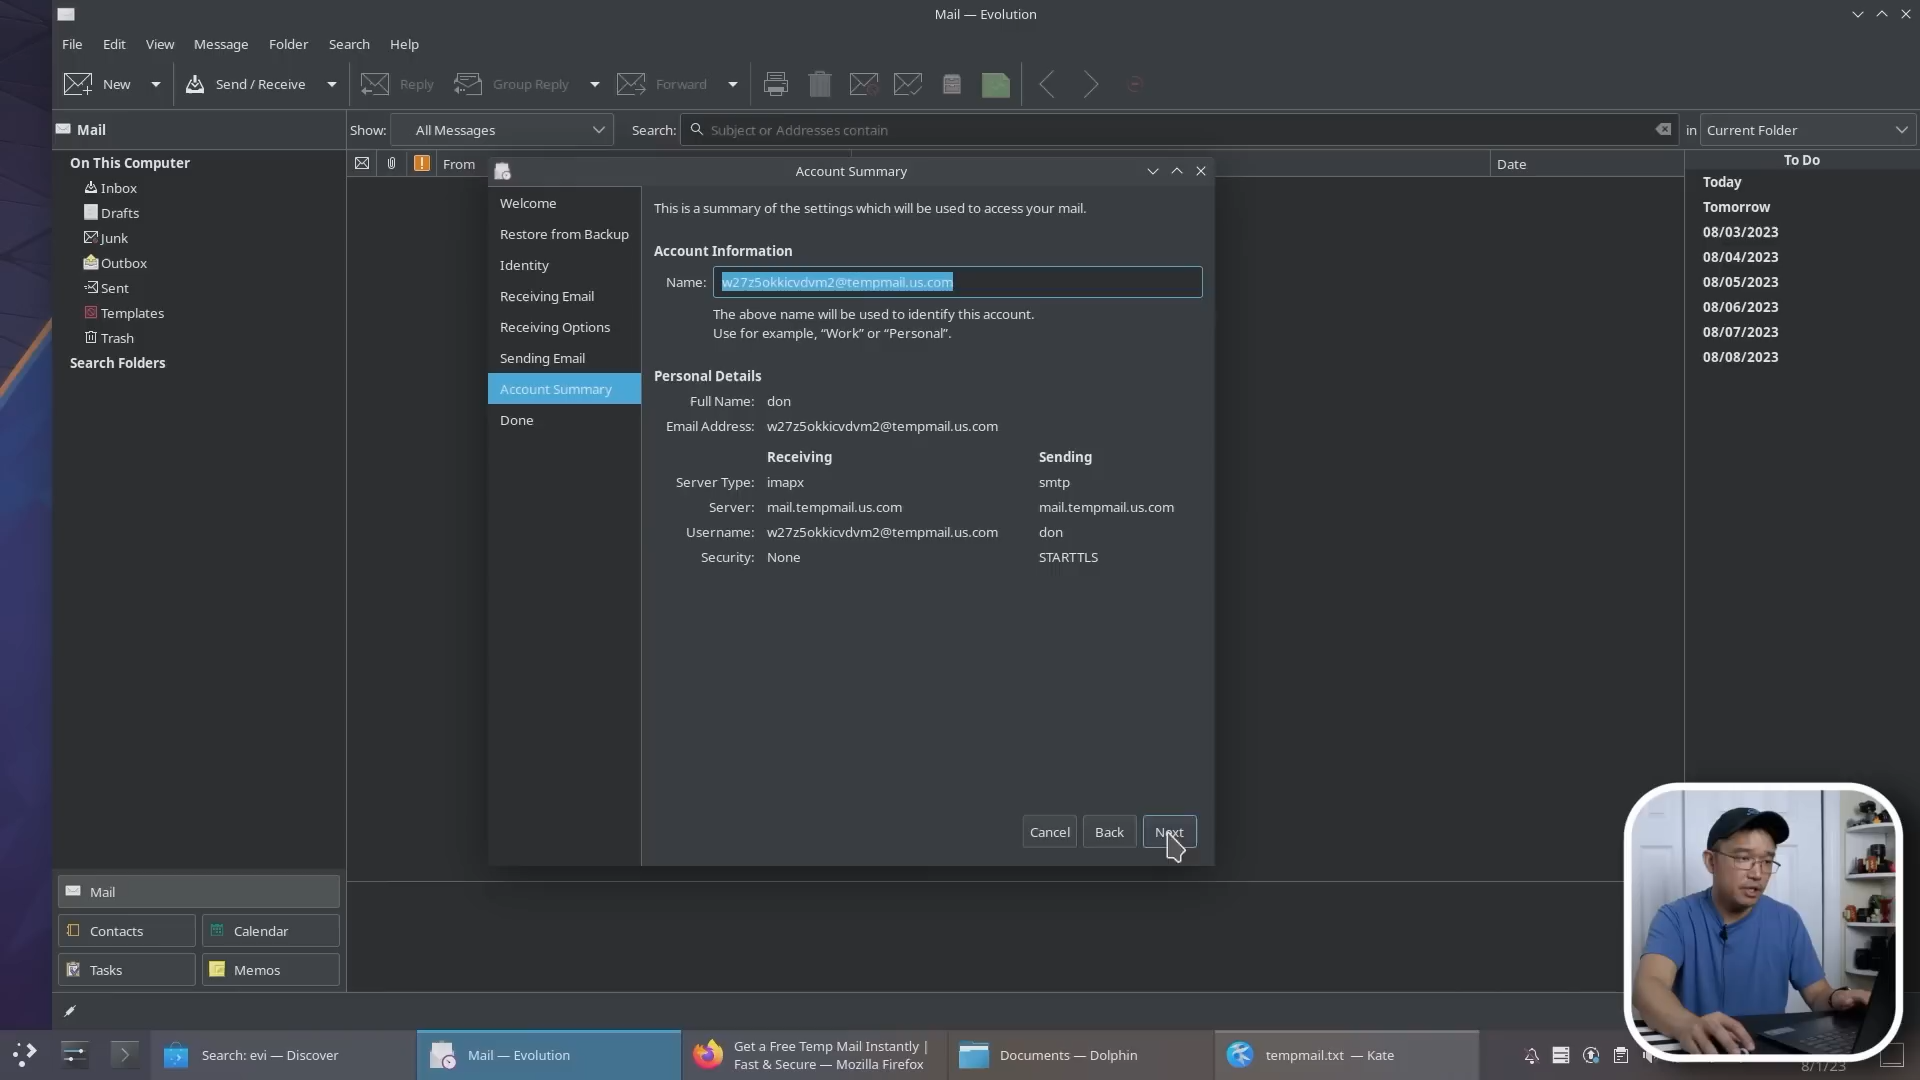 Mail — Evolution
File Edit View Message Folder Search Help
New Send / Receive Reply Group Reply Forward
Mail
Show: All Messages Search: Subject or Addresses contain in Current Folder
On This Computer
Inbox
Drafts
Junk
Outbox
Sent
Templates
Trash
Search Folders
From Date
Account Summary
Welcome
Restore from Backup
Identity
Receiving Email
Receiving Options
Sending Email
Account Summary
Done
This is a summary of the settings which will be used to access your mail.
Account Information
Name: w27z5okkicvdvm2@tempmail.us.com
The above name will be used to identify this account.
Use for example, “Work” or “Personal”.
Personal Details
Full Name: don
Email Address: w27z5okkicvdvm2@tempmail.us.com
Receiving Sending
Server Type: imapx smtp
Server: mail.tempmail.us.com mail.tempmail.us.com
Username: w27z5okkicvdvm2@tempmail.us.com don
Security: None STARTTLS
Cancel Back Next
To Do
Today
Tomorrow
08/03/2023
08/04/2023
08/05/2023
08/06/2023
08/07/2023
08/08/2023
Mail
Contacts Calendar
Tasks Memos
Search: evi — Discover
Mail — Evolution
Get a Free Temp Mail Instantly |
Fast & Secure — Mozilla Firefox
Documents — Dolphin
tempmail.txt — Kate
8/1/23